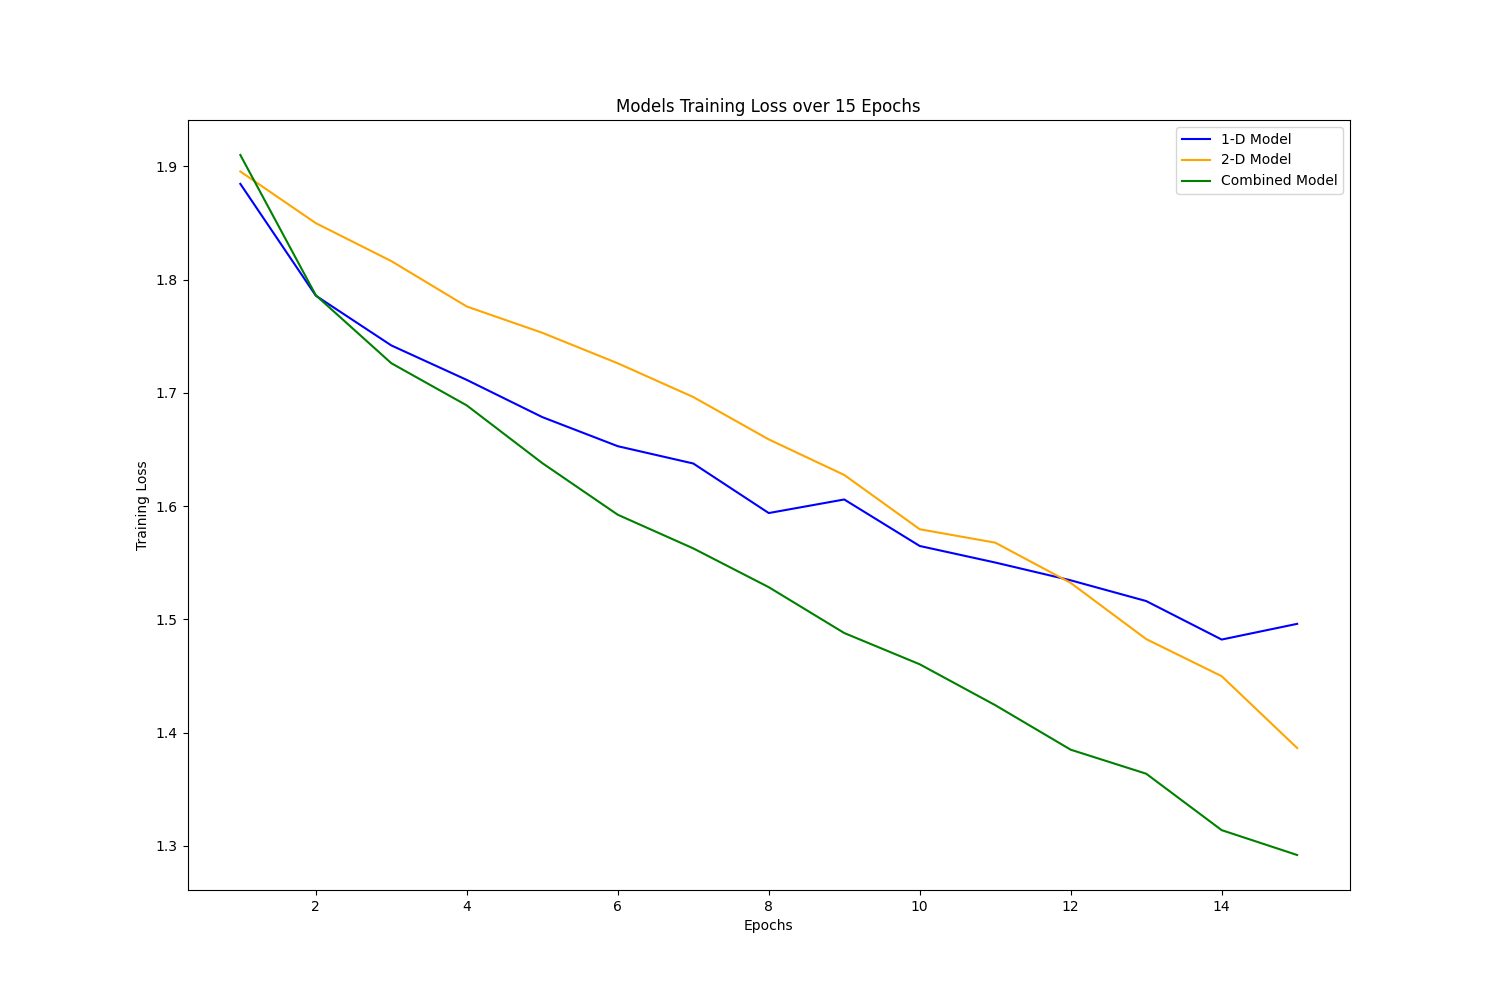 Models Training Loss over 15 Epochs
1-D Model
2-D Model
Combined Model
Training Loss
1.9
1.8
1.7
1.6
1.5
1.4
1.3
2 4 6 8 10 12 14
Epochs